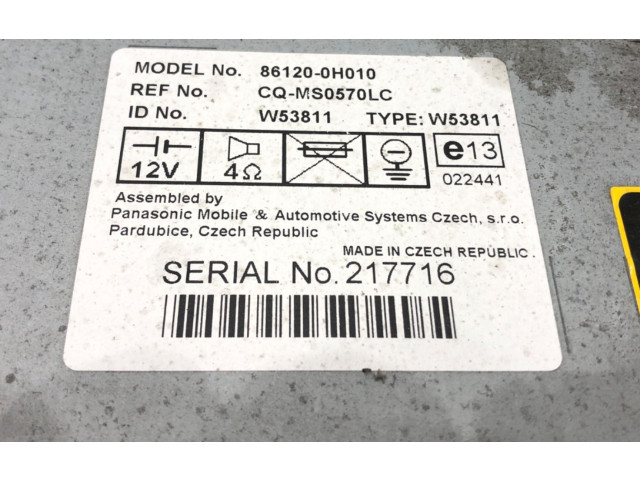 MODEL No. 86120-0H010
REF No. CQ-MS0570LC
ID No. W53811 TYPE: W53811
12V 4Ω e13
022441
Assembled by
Panasonic Mobile & Automotive Systems Czech, s.r.o.
Pardubice, Czech Republic
MADE IN CZECH REPUBLIC.
SERIAL No. 217716